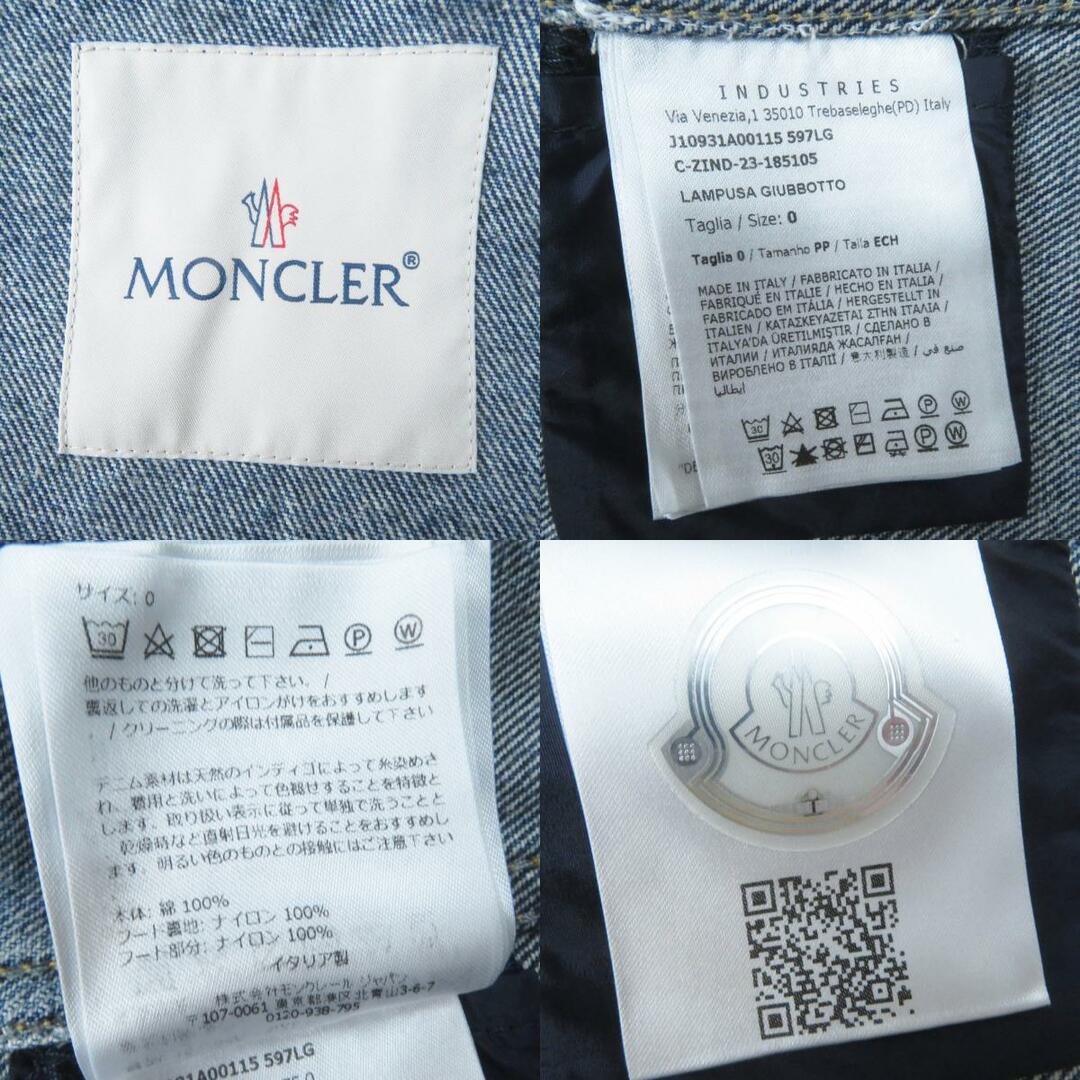 MONCLER®
INDUSTRIES
Via Venezia,1 35010 Trebaseleghe(PD) Italy
J10931A00115 597LG
C-ZIND-23-185105
LAMPUSA GIUBBOTTO
Taglia / Size: 0
Taglia 0 / Tamanho PP / Talla ECH
MADE IN ITALY / FABBRICATO IN ITALIA /
FABRIQUÉ EN ITALIE / HECHO EN ITALIA /
FABRICADO EM ITÁLIA / HERGESTELLT IN
ITALIEN / ΚΑΤΑΣΚΕΥΑΖΕΤΑΙ ΣΤΗΝ ΙΤΑΛΙΑ /
ITALYA'DA ÜRETILMIŞTIR / СДЕЛАНО В
ИТАЛИИ / ИТАЛИЯДА ЖАСАЛҒАН /
ВИРОБЛЕНО В ІТАЛІЇ / 意大利製造 / صنع في
ايطاليا
30 P W
30 P W
サイズ: 0
30 P W
他のものと分けて洗って下さい。 /
裏返しての洗濯とアイロンがけをおすすめします
/ クリーニングの際は付属品を保護して下さい
デニム素材は天然のインディゴによって糸染めさ
れ、着用と洗いによって色褪せすることを特徴と
します。取り扱い表示に従って単独で洗うことと
乾燥時など直射日光を避けることをおすすめし
ます。明るい色のものとの接触にはご注意下さい
本体: 綿 100%
フード裏地: ナイロン 100%
フード部分: ナイロン 100%
イタリア製
株式会社モンクレール ジャパン
〒107-0061 東京都港区北青山3-6-7
0120-938-795
931A00115 597LG
MONCLER